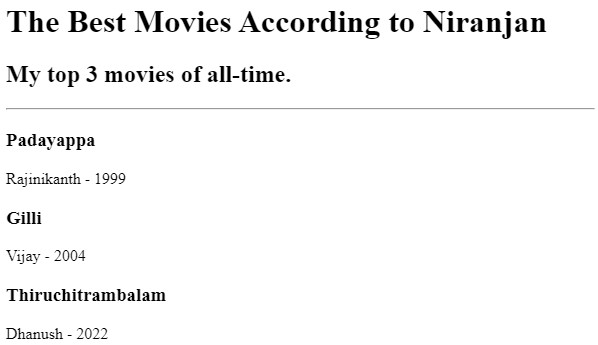 The Best Movies According to Niranjan
My top 3 movies of all-time.
Padayappa
Rajinikanth - 1999
Gilli
Vijay - 2004
Thiruchitrambalam
Dhanush - 2022